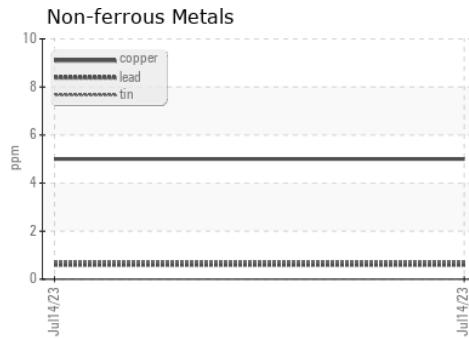 Non-ferrous Metals
10
copper
lead
tin
8
6
ppm
4
2
0
Jul14/23
Jul14/23